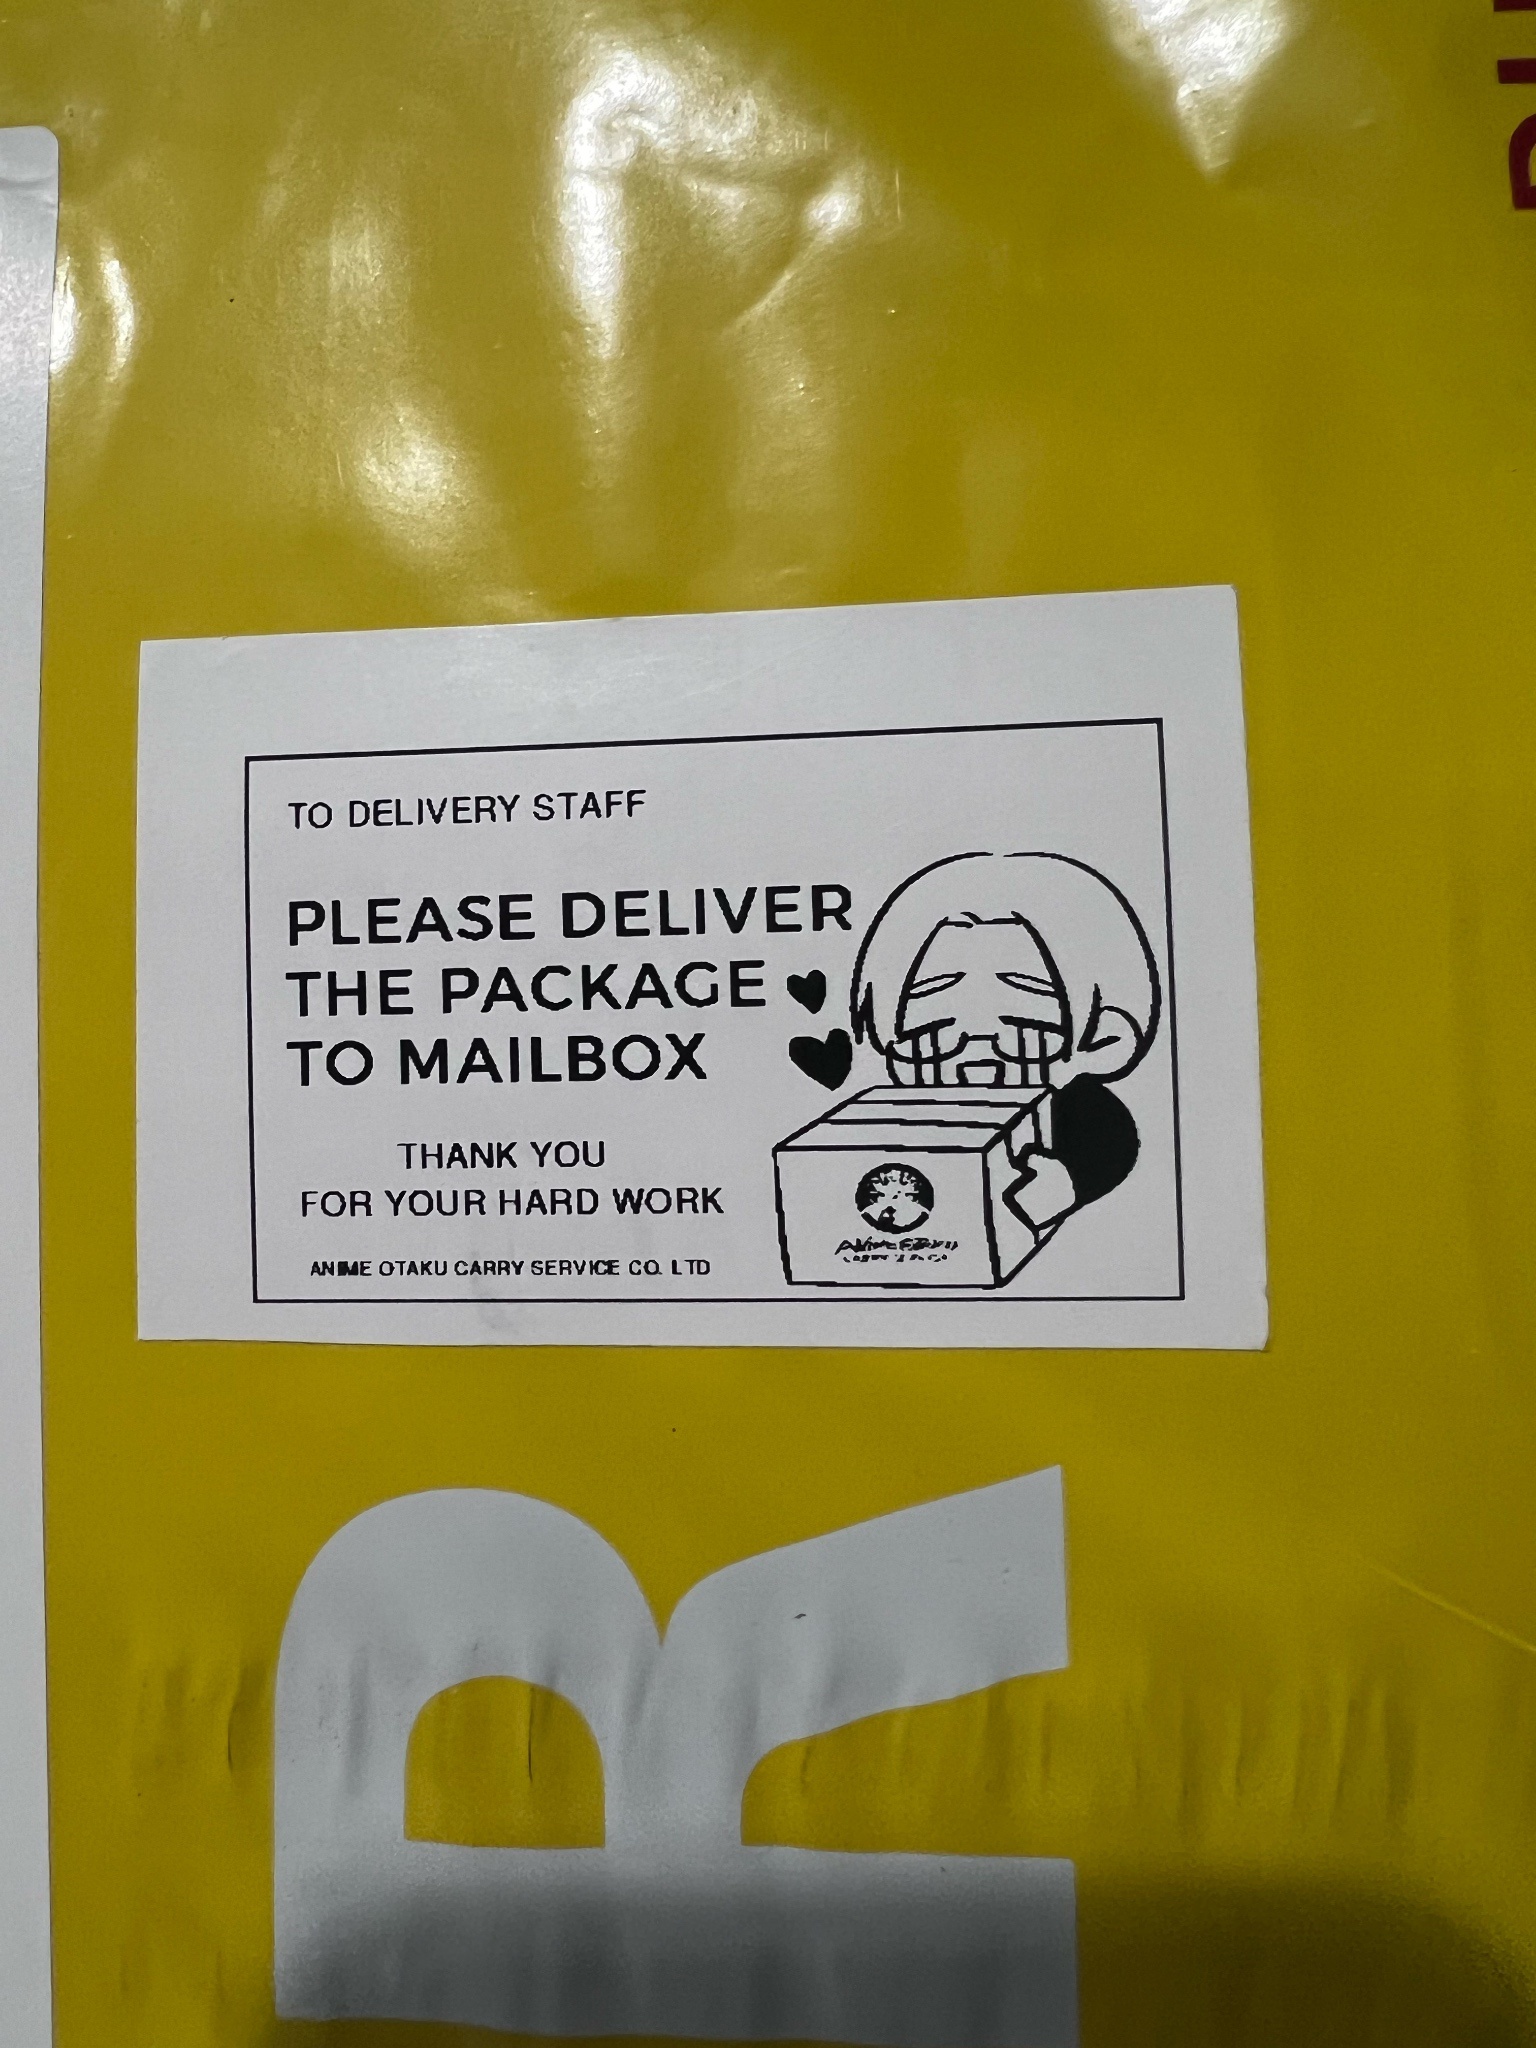 TO DELIVERY STAFF
PLEASE DELIVER
THE PACKAGE
TO MAILBOX
THANK YOU
FOR YOUR HARD WORK
ANIME OTAKU CARRY SERVICE CO. LTD
R